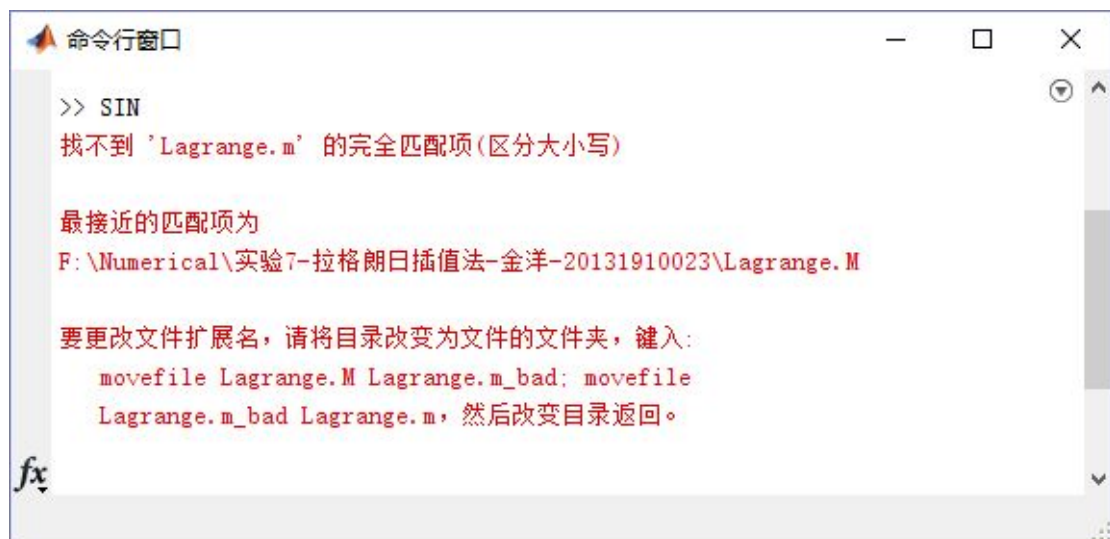 命令行窗口
>> SIN
找不到 'Lagrange.m' 的完全匹配项(区分大小写)
最接近的匹配项为
F:\Numerical\实验7-拉格朗日插值法-金洋-20131910023\Lagrange.M
要更改文件扩展名，请将目录改变为文件的文件夹，键入:
movefile Lagrange.M Lagrange.m_bad; movefile
Lagrange.m_bad Lagrange.m，然后改变目录返回。
fx